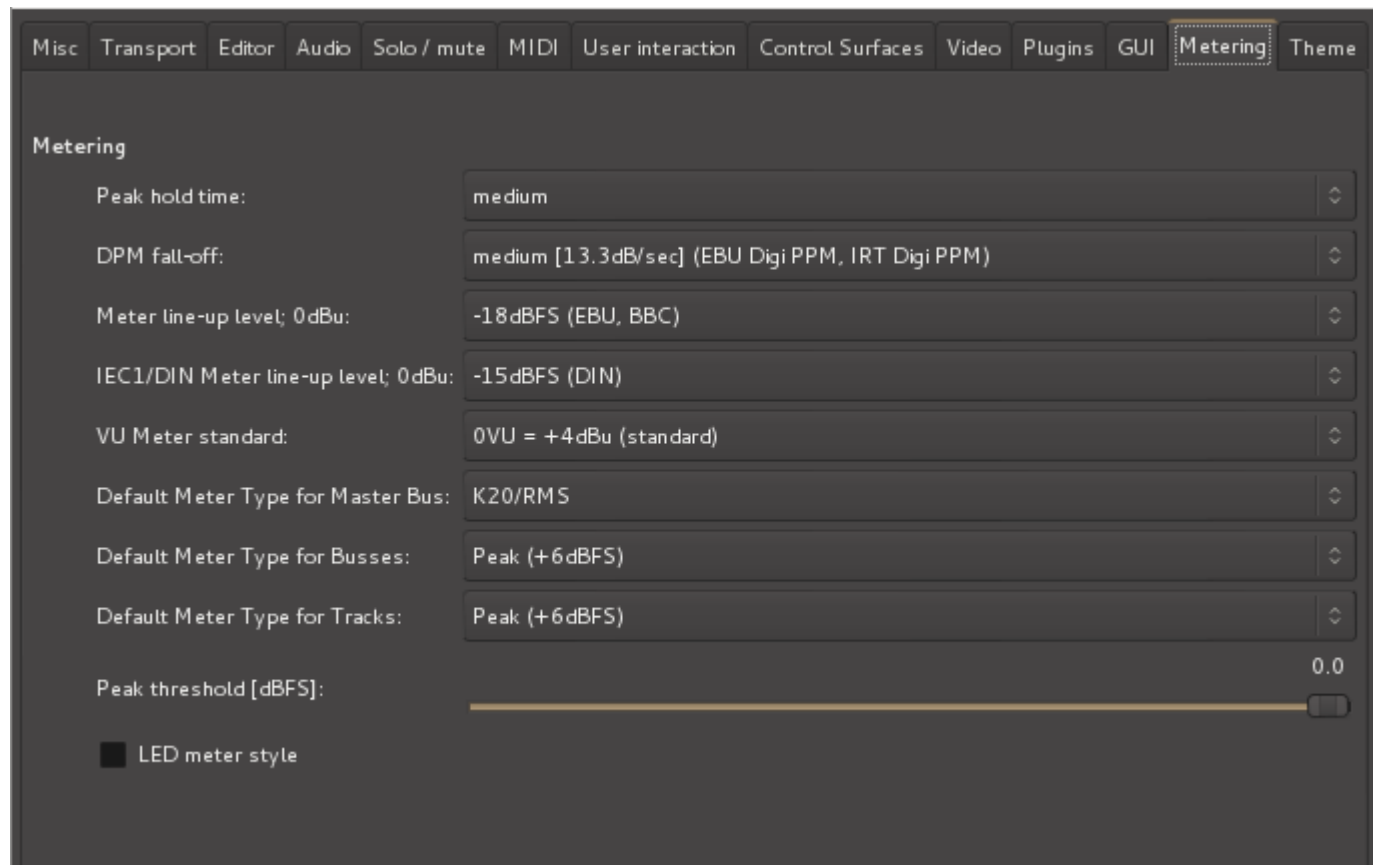 Misc Transport Editor Audio Solo / mute MIDI User interaction Control Surfaces Video Plugins GUI Metering Theme
Metering
Peak hold time: medium
DPM fall-off: medium [13.3dB/sec] (EBU Digi PPM, IRT Digi PPM)
Meter line-up level; 0dBu: -18dBFS (EBU, BBC)
IEC1/DIN Meter line-up level; 0dBu: -15dBFS (DIN)
VU Meter standard: 0VU = +4dBu (standard)
Default Meter Type for Master Bus: K20/RMS
Default Meter Type for Busses: Peak (+6dBFS)
Default Meter Type for Tracks: Peak (+6dBFS)
0.0
Peak threshold [dBFS]:
LED meter style